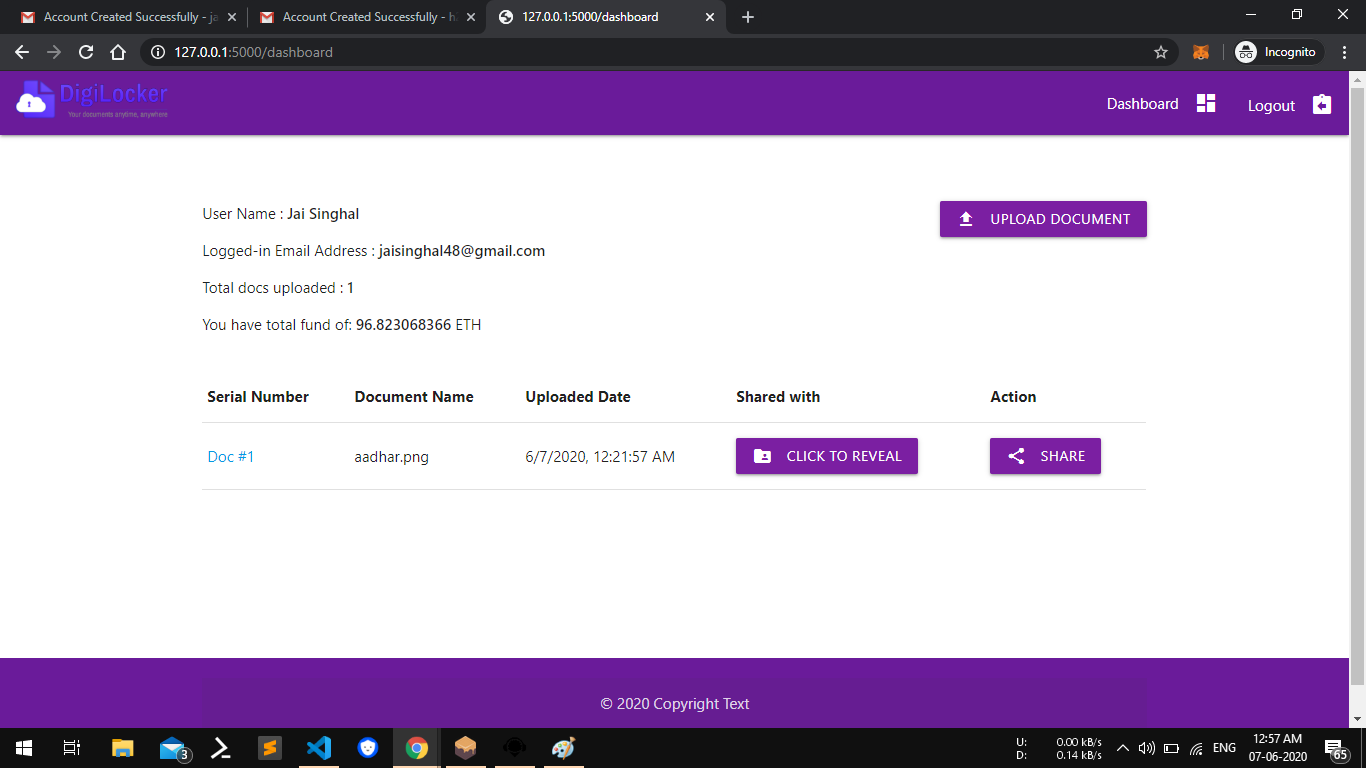 Account Created Successfully - ja
Account Created Successfully - h
127.0.0.1:5000/dashboard
127.0.0.1:5000/dashboard
Incognito
DigiLocker
Your documents anytime, anywhere
Dashboard
Logout
User Name : Jai Singhal
UPLOAD DOCUMENT
Logged-in Email Address : jaisinghal48@gmail.com
Total docs uploaded : 1
You have total fund of: 96.823068366 ETH
Serial Number Document Name Uploaded Date Shared with Action
Doc #1 aadhar.png 6/7/2020, 12:21:57 AM CLICK TO REVEAL SHARE
© 2020 Copyright Text
3
U: 0.00 kB/s
D: 0.14 kB/s
ENG
12:57 AM
07-06-2020
65